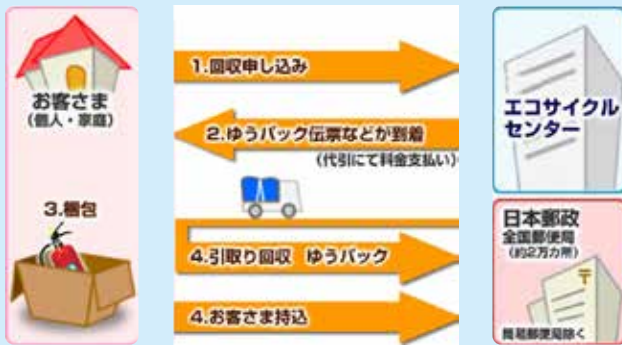 お客さま
(個人・家庭)
3.梱包
1.回収申し込み
2.ゆうパック伝票などが到着
(代引にて料金支払い)
4.引取り回収 ゆうパック
4.お客さま持込
エコサイクル
センター
日本郵政
全国郵便局
(約2万カ所)
〒
簡易郵便局除く